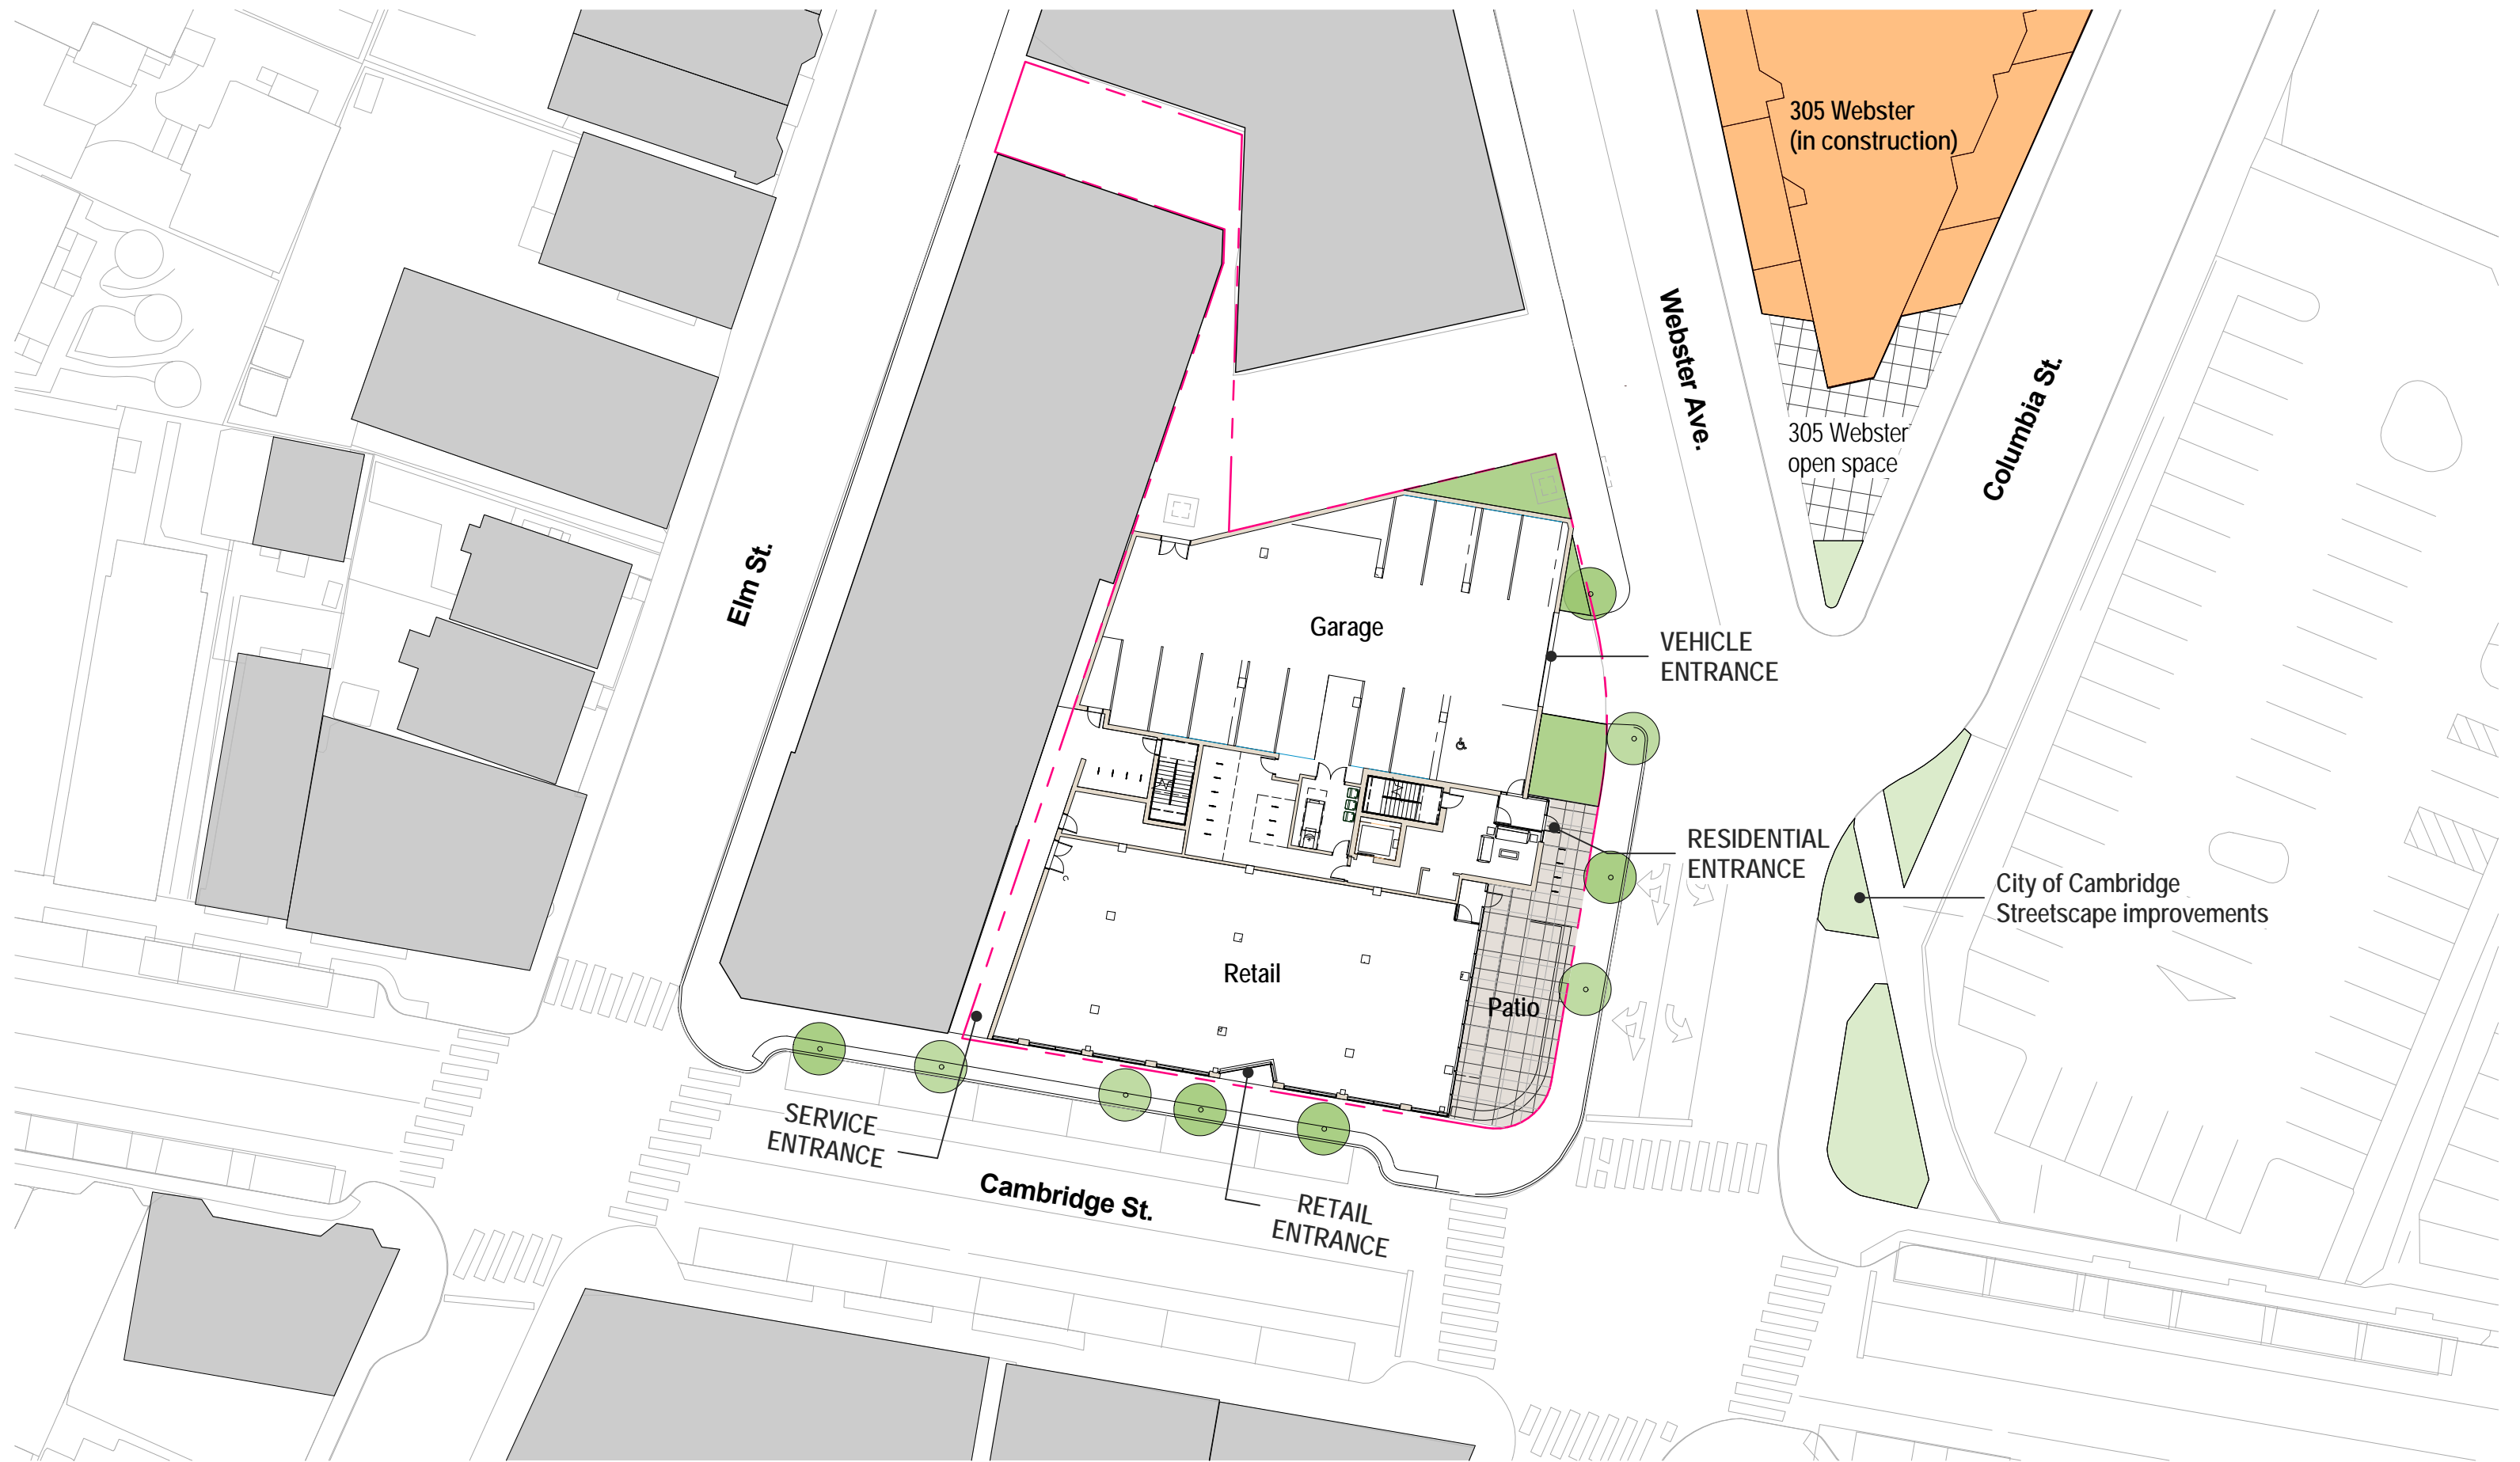 305 Webster
(in construction)
Webster Ave.
305 Webster
open space
Columbia St.
Elm St.
Garage
VEHICLE
ENTRANCE
RESIDENTIAL
ENTRANCE
City of Cambridge
Streetscape improvements
Retail
Patio
SERVICE
ENTRANCE
Cambridge St.
RETAIL
ENTRANCE